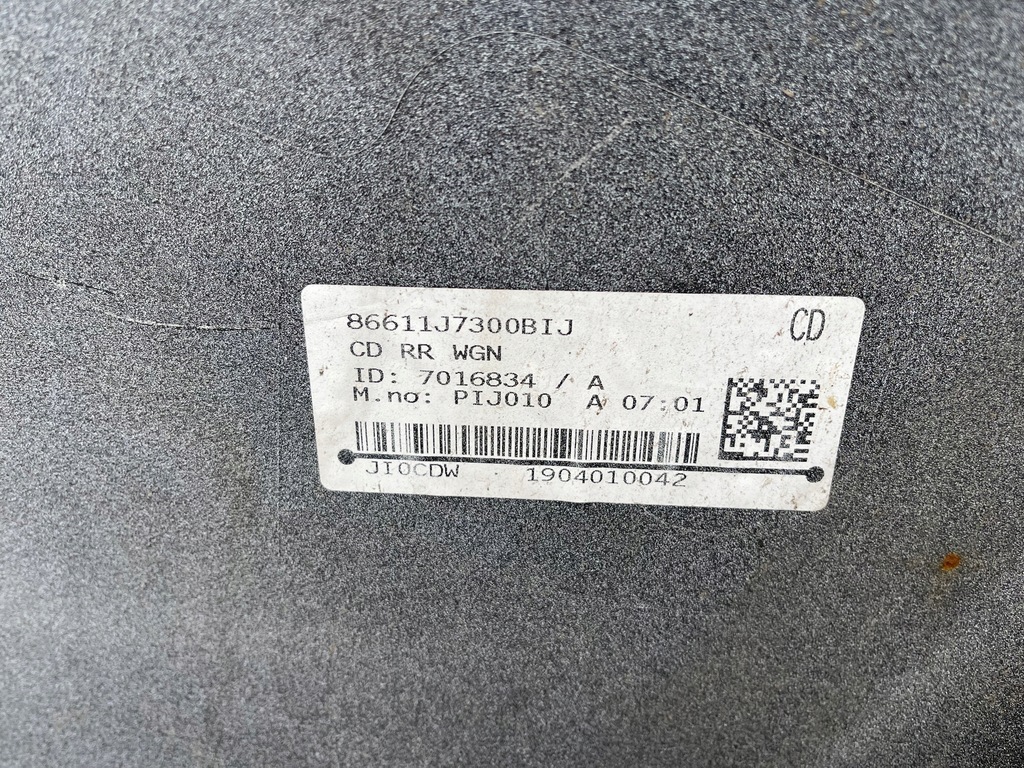 86611J7300BIJ
CD
CD RR WGN
ID: 7016834 / A
M.no: PIJ010 A 07:01
JI0CDW 1904010042